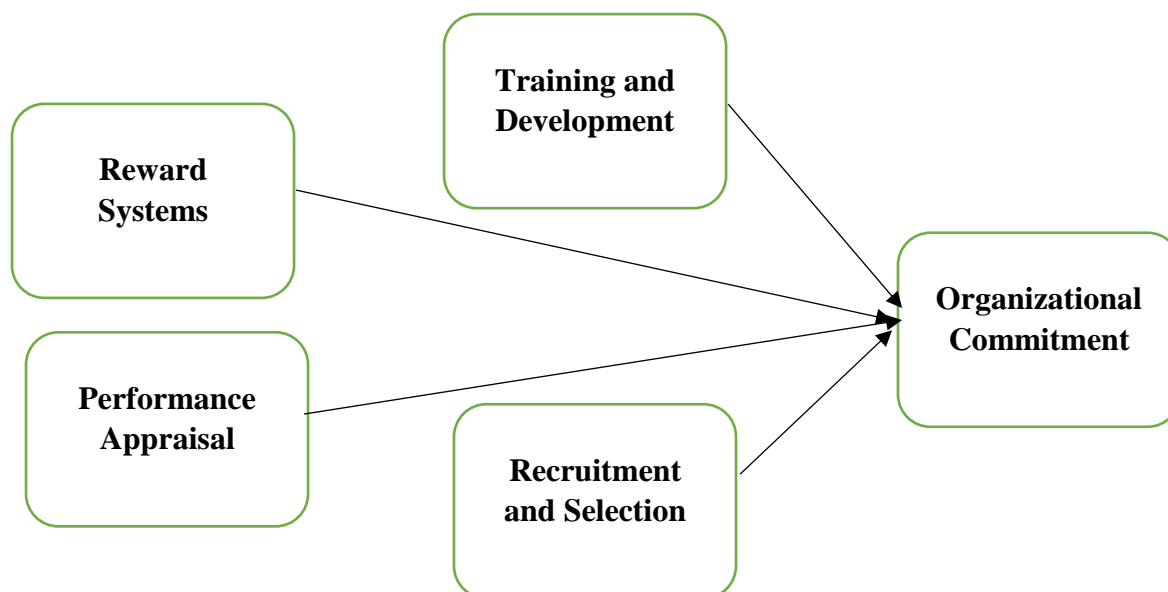 Training and
Development
Reward
Systems
Organizational
Commitment
Performance
Appraisal
Recruitment
and Selection